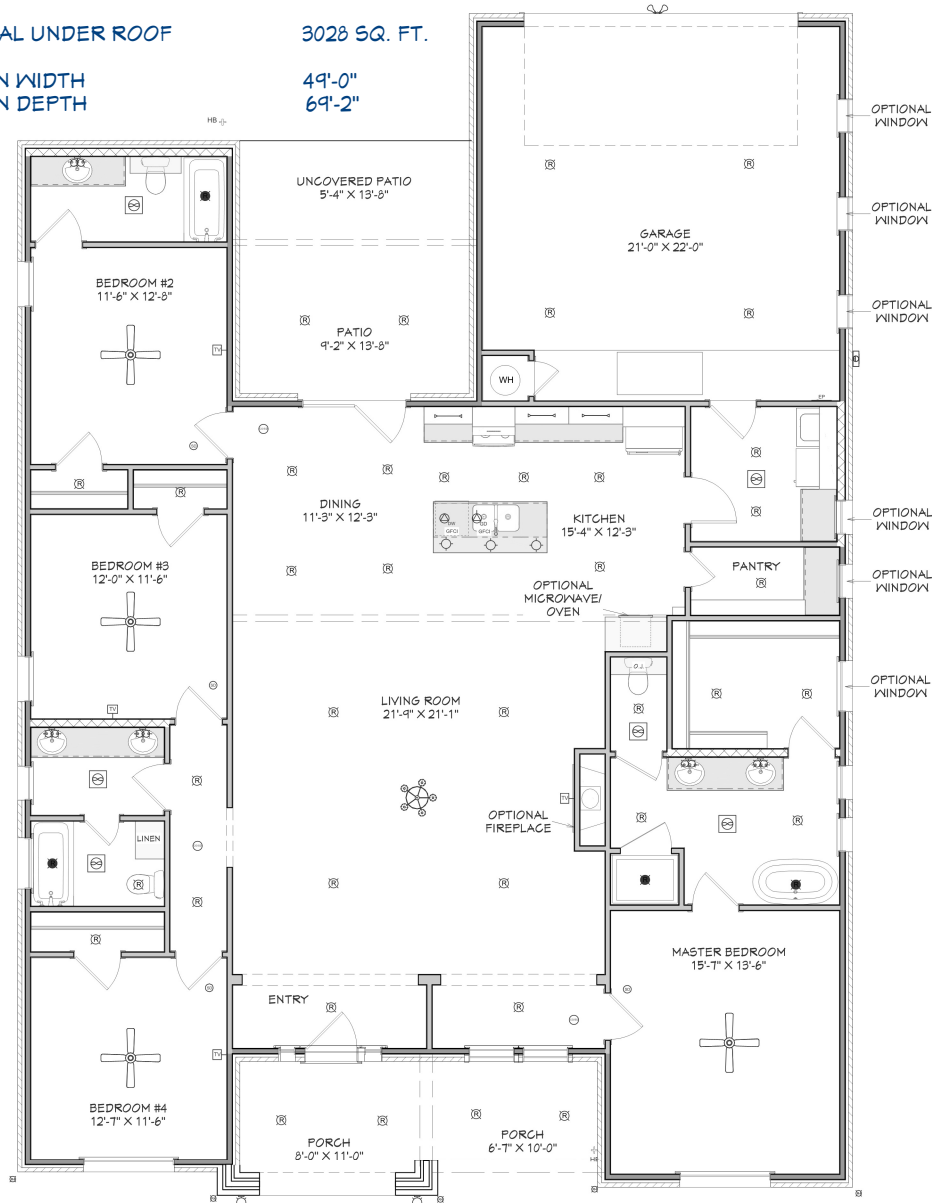 AL UNDER ROOF 3028 SQ. FT.
N WIDTH 49'-0"
N DEPTH 69'-2"
HB
UNCOVERED PATIO
5'-4" X 13'-8"
PATIO
9'-2" X 13'-8"
GARAGE
21'-0" X 22'-0"
OPTIONAL
WINDOW
OPTIONAL
WINDOW
OPTIONAL
WINDOW
BEDROOM #2
11'-6" X 12'-8"
TV
WH
EP
DINING
11'-3" X 12'-3"
KITCHEN
15'-4" X 12'-3"
DW
GFCI
GD
GFCI
OPTIONAL
WINDOW
PANTRY
OPTIONAL
WINDOW
OPTIONAL
MICROWAVE/
OVEN
BEDROOM #3
12'-0" X 11'-6"
SD
TV
LIVING ROOM
21'-9" X 21'-1"
OPTIONAL
WINDOW
TV
OPTIONAL
FIREPLACE
LINEN
MASTER BEDROOM
15'-7" X 13'-6"
SD
ENTRY
SD
TV
BEDROOM #4
12'-7" X 11'-6"
PORCH
8'-0" X 11'-0"
PORCH
6'-7" X 10'-0"
HB